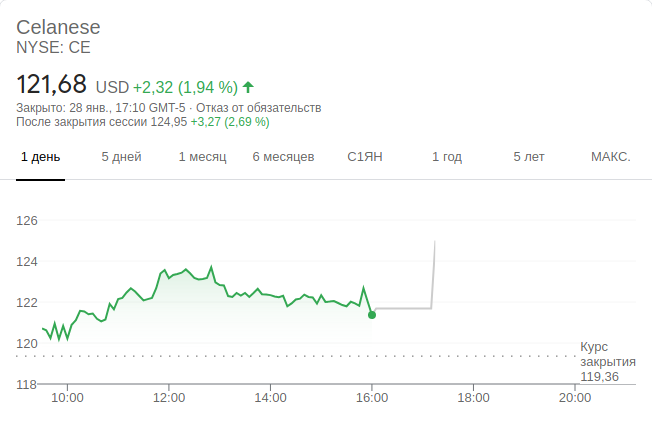 Celanese
NYSE: CE
121,68 USD +2,32 (1,94 %)
Закрыто: 28 янв., 17:10 GMT-5 · Отказ от обязательств
После закрытия сессии 124,95 +3,27 (2,69 %)
1 день 5 дней 1 месяц 6 месяцев С1ЯН 1 год 5 лет МАКС.
126
124
122
120
Курс
закрытия
119,36
118
10:00 12:00 14:00 16:00 18:00 20:00